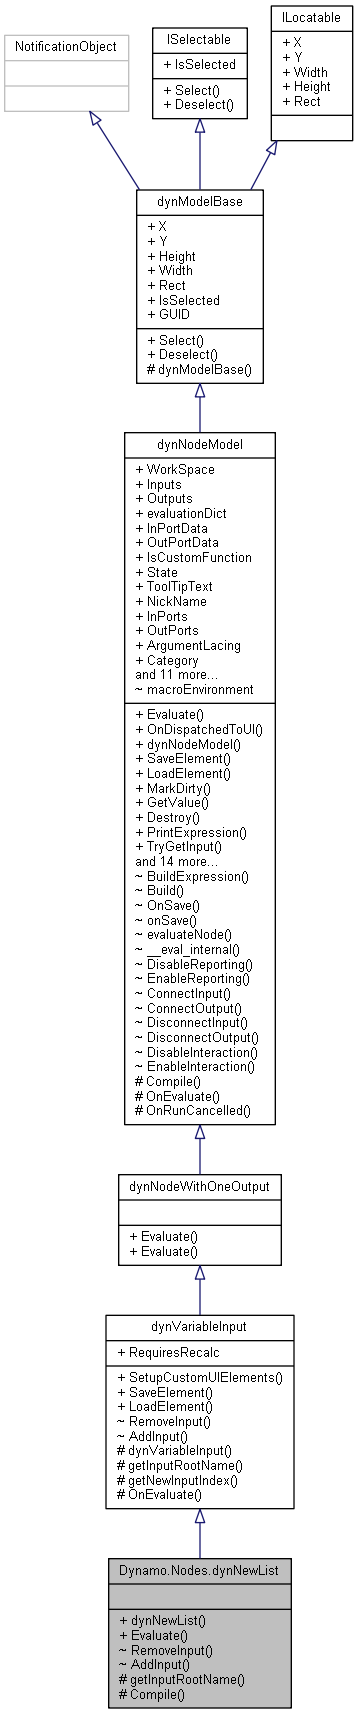 NotificationObject
ISelectable
+ IsSelected
+ Select()
+ Deselect()
ILocatable
+ X
+ Y
+ Width
+ Height
+ Rect
dynModelBase
+ X
+ Y
+ Height
+ Width
+ Rect
+ IsSelected
+ GUID
+ Select()
+ Deselect()
# dynModelBase()
dynNodeModel
+ WorkSpace
+ Inputs
+ Outputs
+ evaluationDict
+ InPortData
+ OutPortData
+ IsCustomFunction
+ State
+ ToolTipText
+ NickName
+ InPorts
+ OutPorts
+ ArgumentLacing
+ Category
and 11 more...
~ macroEnvironment
+ Evaluate()
+ OnDispatchedToUI()
+ dynNodeModel()
+ SaveElement()
+ LoadElement()
+ MarkDirty()
+ GetValue()
+ Destroy()
+ PrintExpression()
+ TryGetInput()
and 14 more...
~ BuildExpression()
~ Build()
~ OnSave()
~ onSave()
~ evaluateNode()
~ __eval_internal()
~ DisableReporting()
~ EnableReporting()
~ ConnectInput()
~ ConnectOutput()
~ DisconnectInput()
~ DisconnectOutput()
~ DisableInteraction()
~ EnableInteraction()
# Compile()
# OnEvaluate()
# OnRunCancelled()
dynNodeWithOneOutput
+ Evaluate()
+ Evaluate()
dynVariableInput
+ RequiresRecalc
+ SetupCustomUIElements()
+ SaveElement()
+ LoadElement()
~ RemoveInput()
~ AddInput()
# dynVariableInput()
# getInputRootName()
# getNewInputIndex()
# OnEvaluate()
Dynamo.Nodes.dynNewList
+ dynNewList()
+ Evaluate()
~ RemoveInput()
~ AddInput()
# getInputRootName()
# Compile()